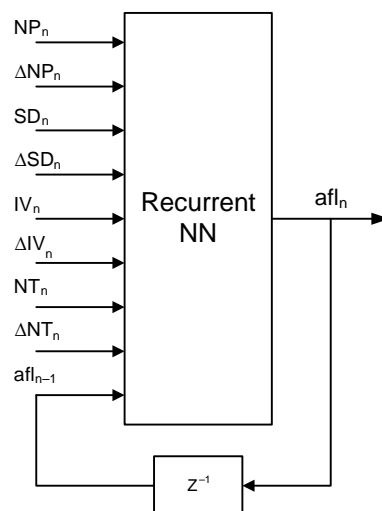 NPₙ
ΔNPₙ
SDₙ
ΔSDₙ
IVₙ
ΔIVₙ
NTₙ
ΔNTₙ
aflₙ₋₁
Recurrent
NN
aflₙ
z⁻¹